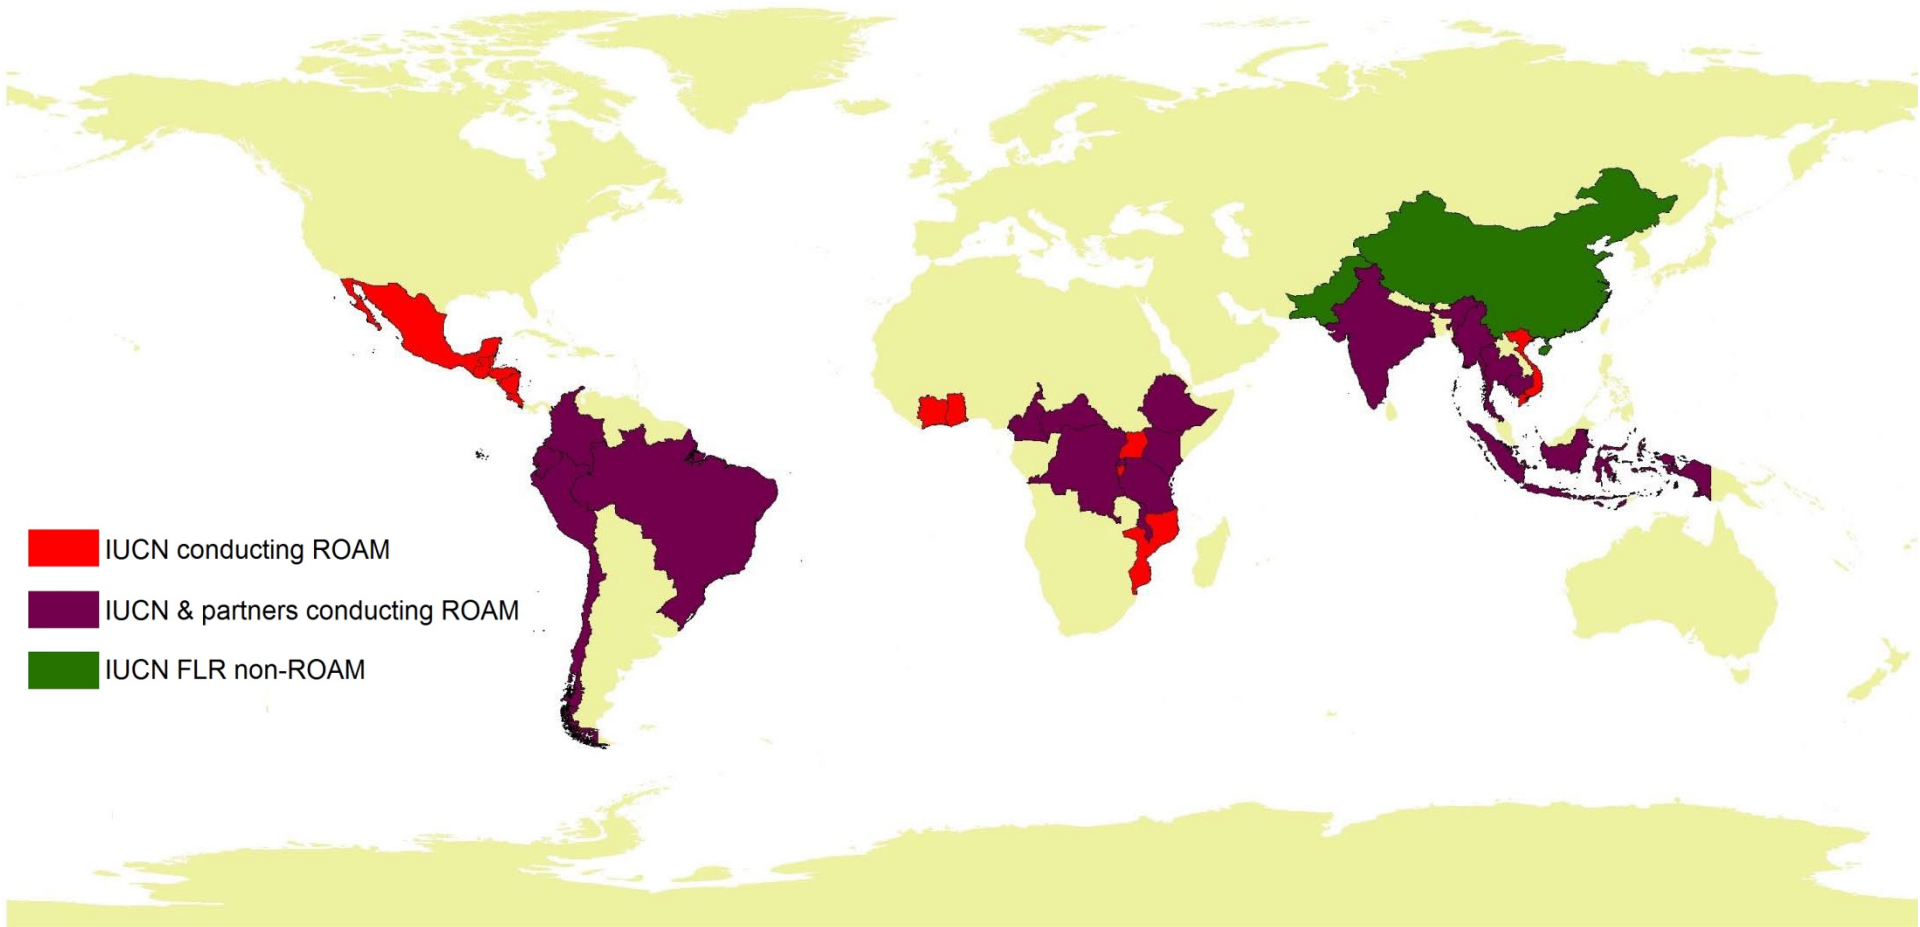 IUCN conducting ROAM
IUCN & partners conducting ROAM
IUCN FLR non-ROAM